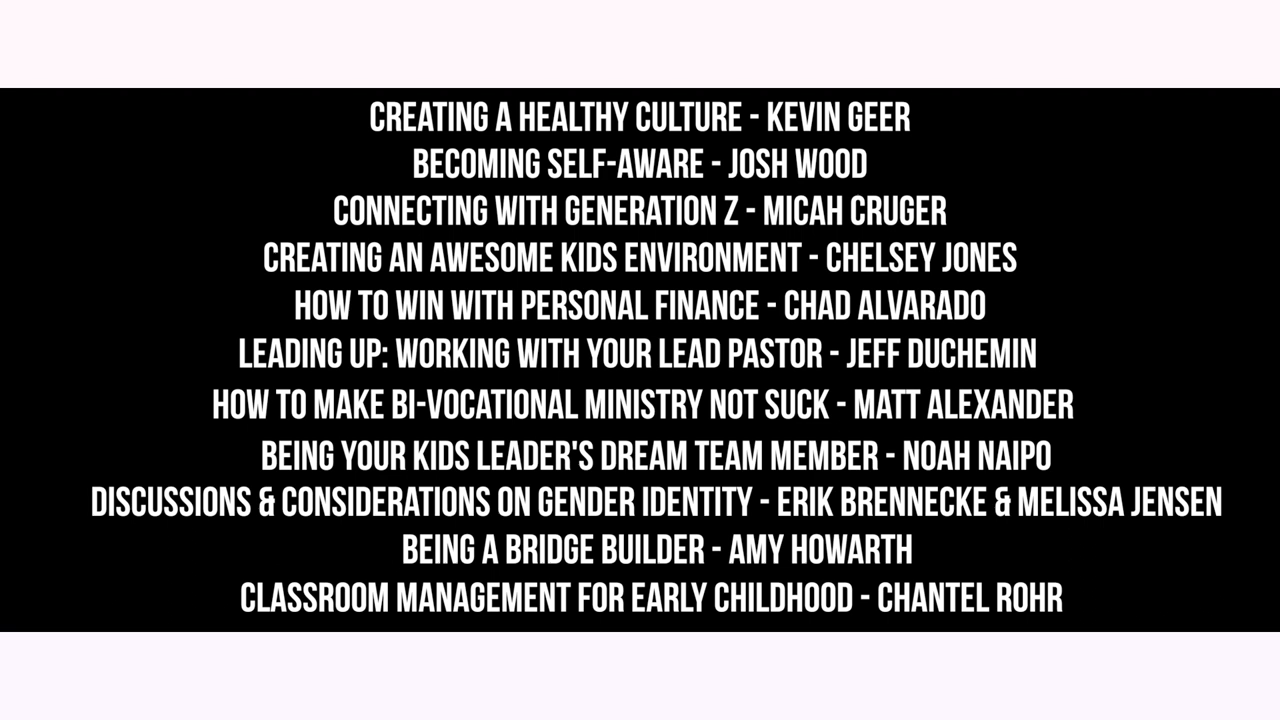 CREATING A HEALTHY CULTURE - KEVIN GEER
BECOMING SELF-AWARE - JOSH WOOD
CONNECTING WITH GENERATION Z - MICAH CRUGER
CREATING AN AWESOME KIDS ENVIRONMENT - CHELSEY JONES
HOW TO WIN WITH PERSONAL FINANCE - CHAD ALVARADO
LEADING UP: WORKING WITH YOUR LEAD PASTOR - JEFF DUCHEMIN
HOW TO MAKE BI-VOCATIONAL MINISTRY NOT SUCK - MATT ALEXANDER
BEING YOUR KIDS LEADER'S DREAM TEAM MEMBER - NOAH NAIPO
DISCUSSIONS & CONSIDERATIONS ON GENDER IDENTITY - ERIK BRENNECKE & MELISSA JENSEN
BEING A BRIDGE BUILDER - AMY HOWARTH
CLASSROOM MANAGEMENT FOR EARLY CHILDHOOD - CHANTEL ROHR